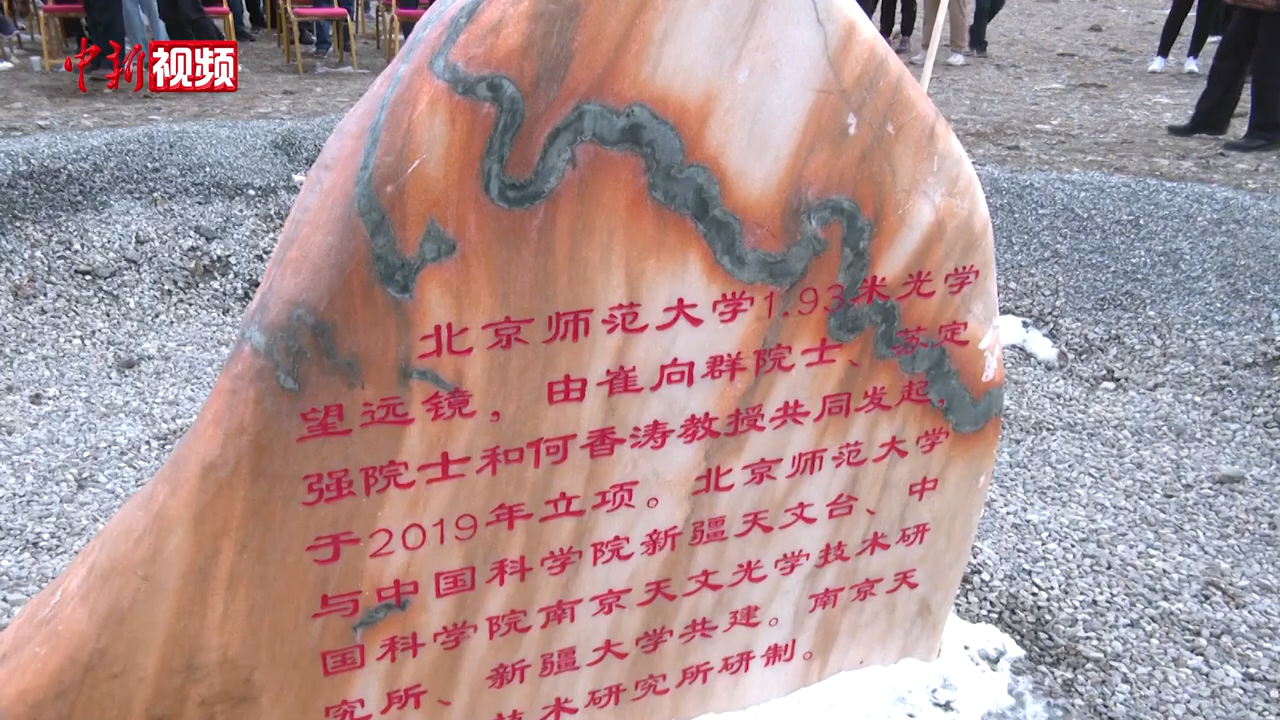 中新视频
北京师范大学1.93米光学
望远镜，由崔向群院士、苏定
强院士和何香涛教授共同发起，
于2019年立项。北京师范大学
与中国科学院新疆天文台、中
国科学院南京天文光学技术研
究所、新疆大学共建。南京天
技术研究所研制。